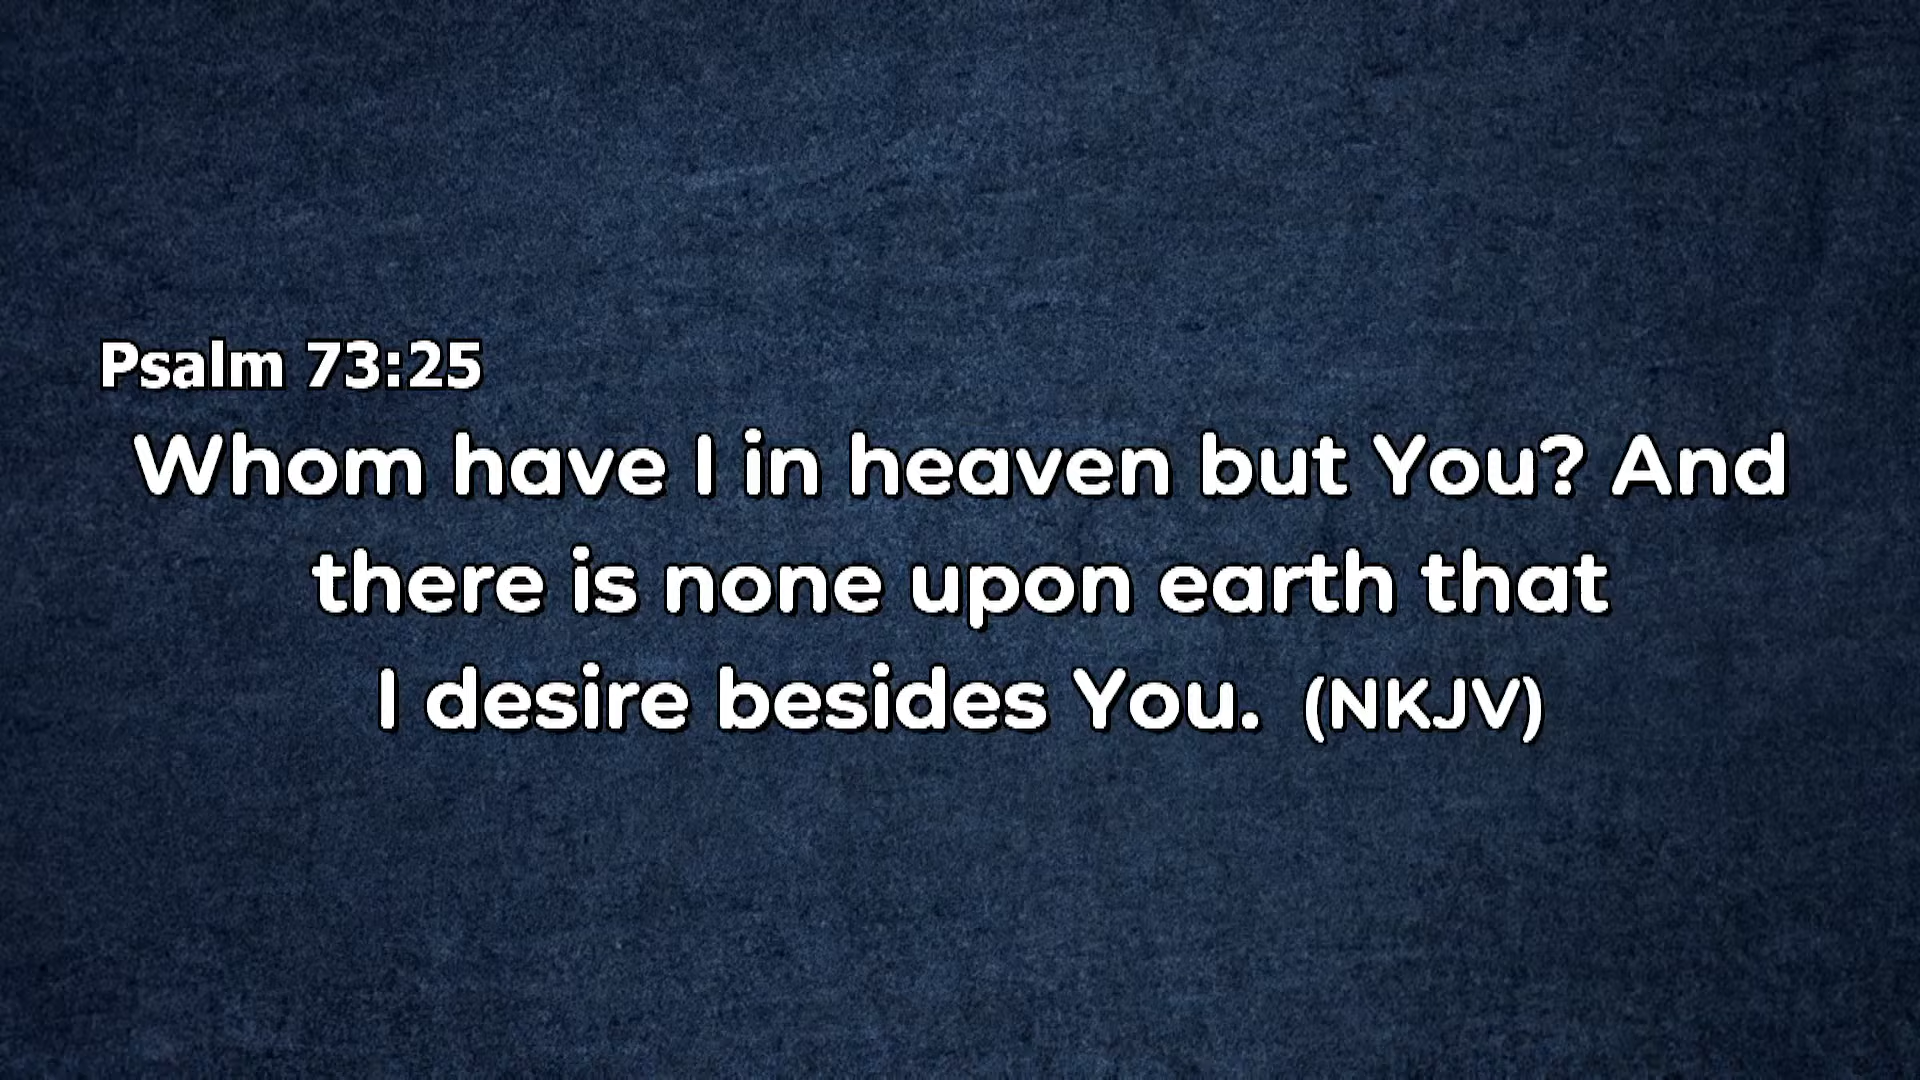 Psalm 73:25
Whom have I in heaven but You? And
there is none upon earth that
I desire besides You. (NKJV)